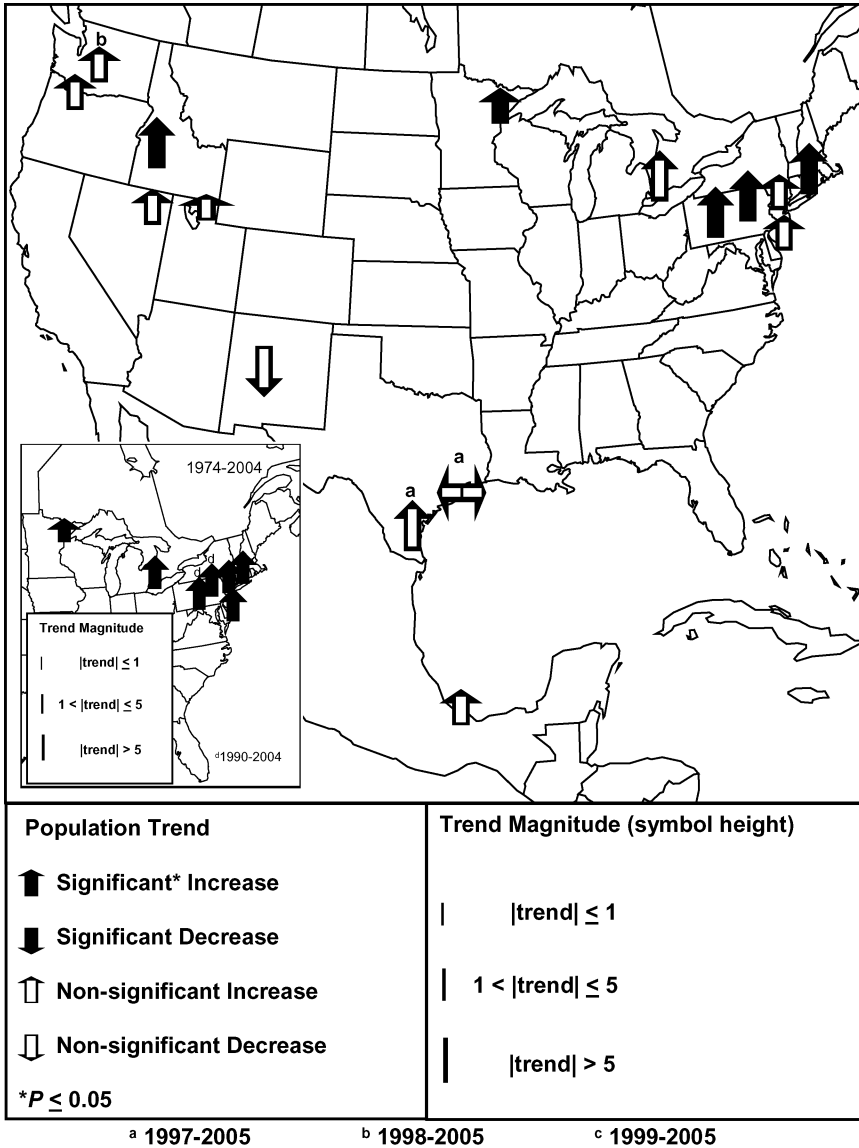 b
a
a
1974-2004
d
d
Trend Magnitude
|trend| ≤ 1
1 < |trend| ≤ 5
|trend| > 5
ᵈ1990-2004
Population Trend
Significant* Increase
Significant Decrease
Non-significant Increase
Non-significant Decrease
*P ≤ 0.05
Trend Magnitude (symbol height)
|trend| ≤ 1
1 < |trend| ≤ 5
|trend| > 5
ᵃ 1997-2005 ᵇ 1998-2005 ᶜ 1999-2005